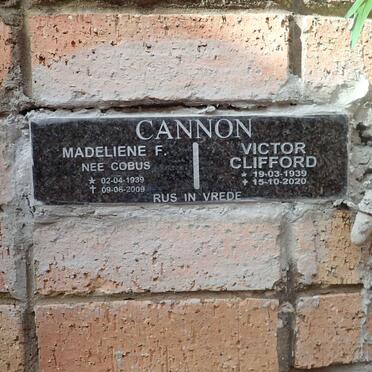 CANNON
MADELIENE F.
NEE COBUS
* 02-04-1939
† 09-06-2009
VICTOR
CLIFFORD
* 19-03-1939
† 15-10-2020
RUS IN VREDE